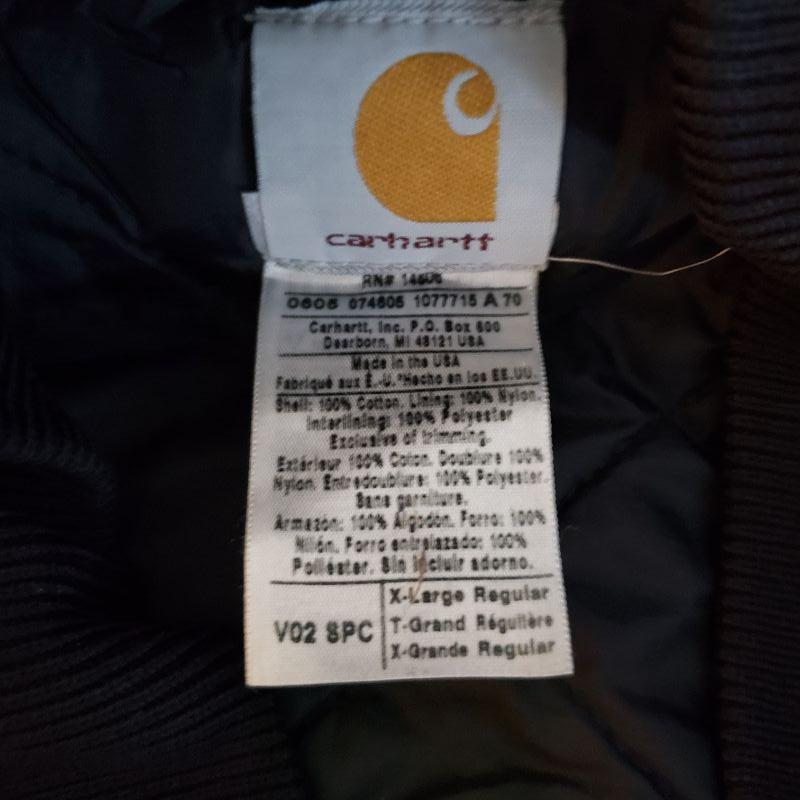 carhartt
RN# 14806
0606 074605 1077715 A 70
Carhartt, Inc. P.O. Box 600
Dearborn, MI 48121 USA
Made in the USA
Fabriqué aux É.-U.*Hecho en los EE.UU.
Shell: 100% Cotton. Lining: 100% Nylon.
Interlining: 100% Polyester
Exclusive of trimming.
Extérieur 100% Coton. Doublure 100%
Nylon. Entredoublure: 100% Polyester.
Sans garniture.
Armazón: 100% Algodón. Forro: 100%
Nilón. Forro entrelazado: 100%
Poliéster. Sin incluir adorno.
V02 SPC
X-Large Regular
T-Grand Régulière
X-Grande Regular